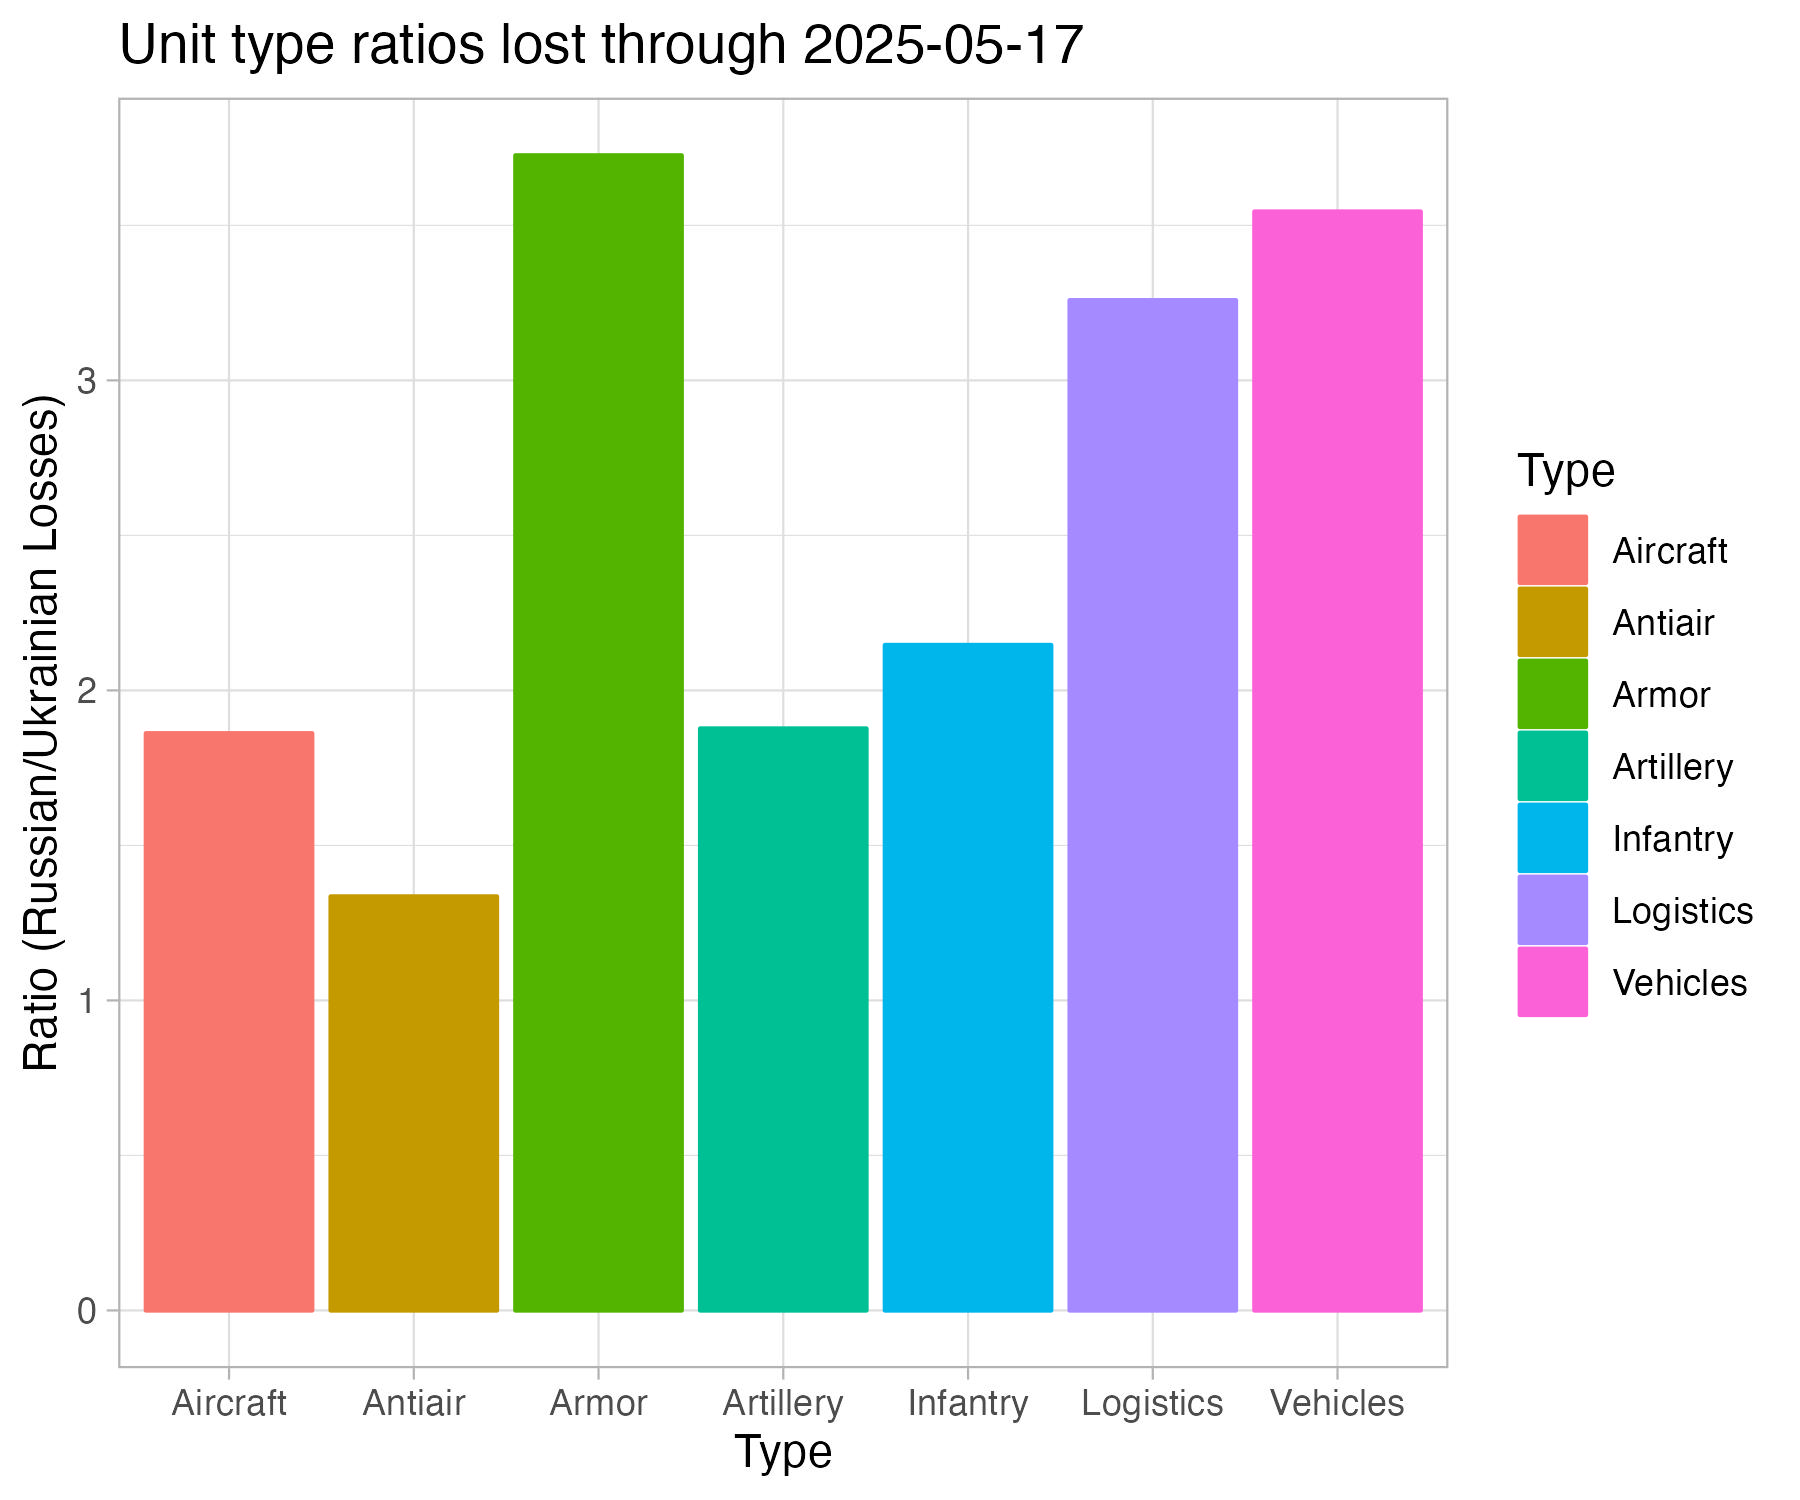 Unit type ratios lost through 2025-05-17
Ratio (Russian/Ukrainian Losses)
3
2
1
0
Aircraft
Antiair
Armor
Artillery
Infantry
Logistics
Vehicles
Type
Type
Aircraft
Antiair
Armor
Artillery
Infantry
Logistics
Vehicles